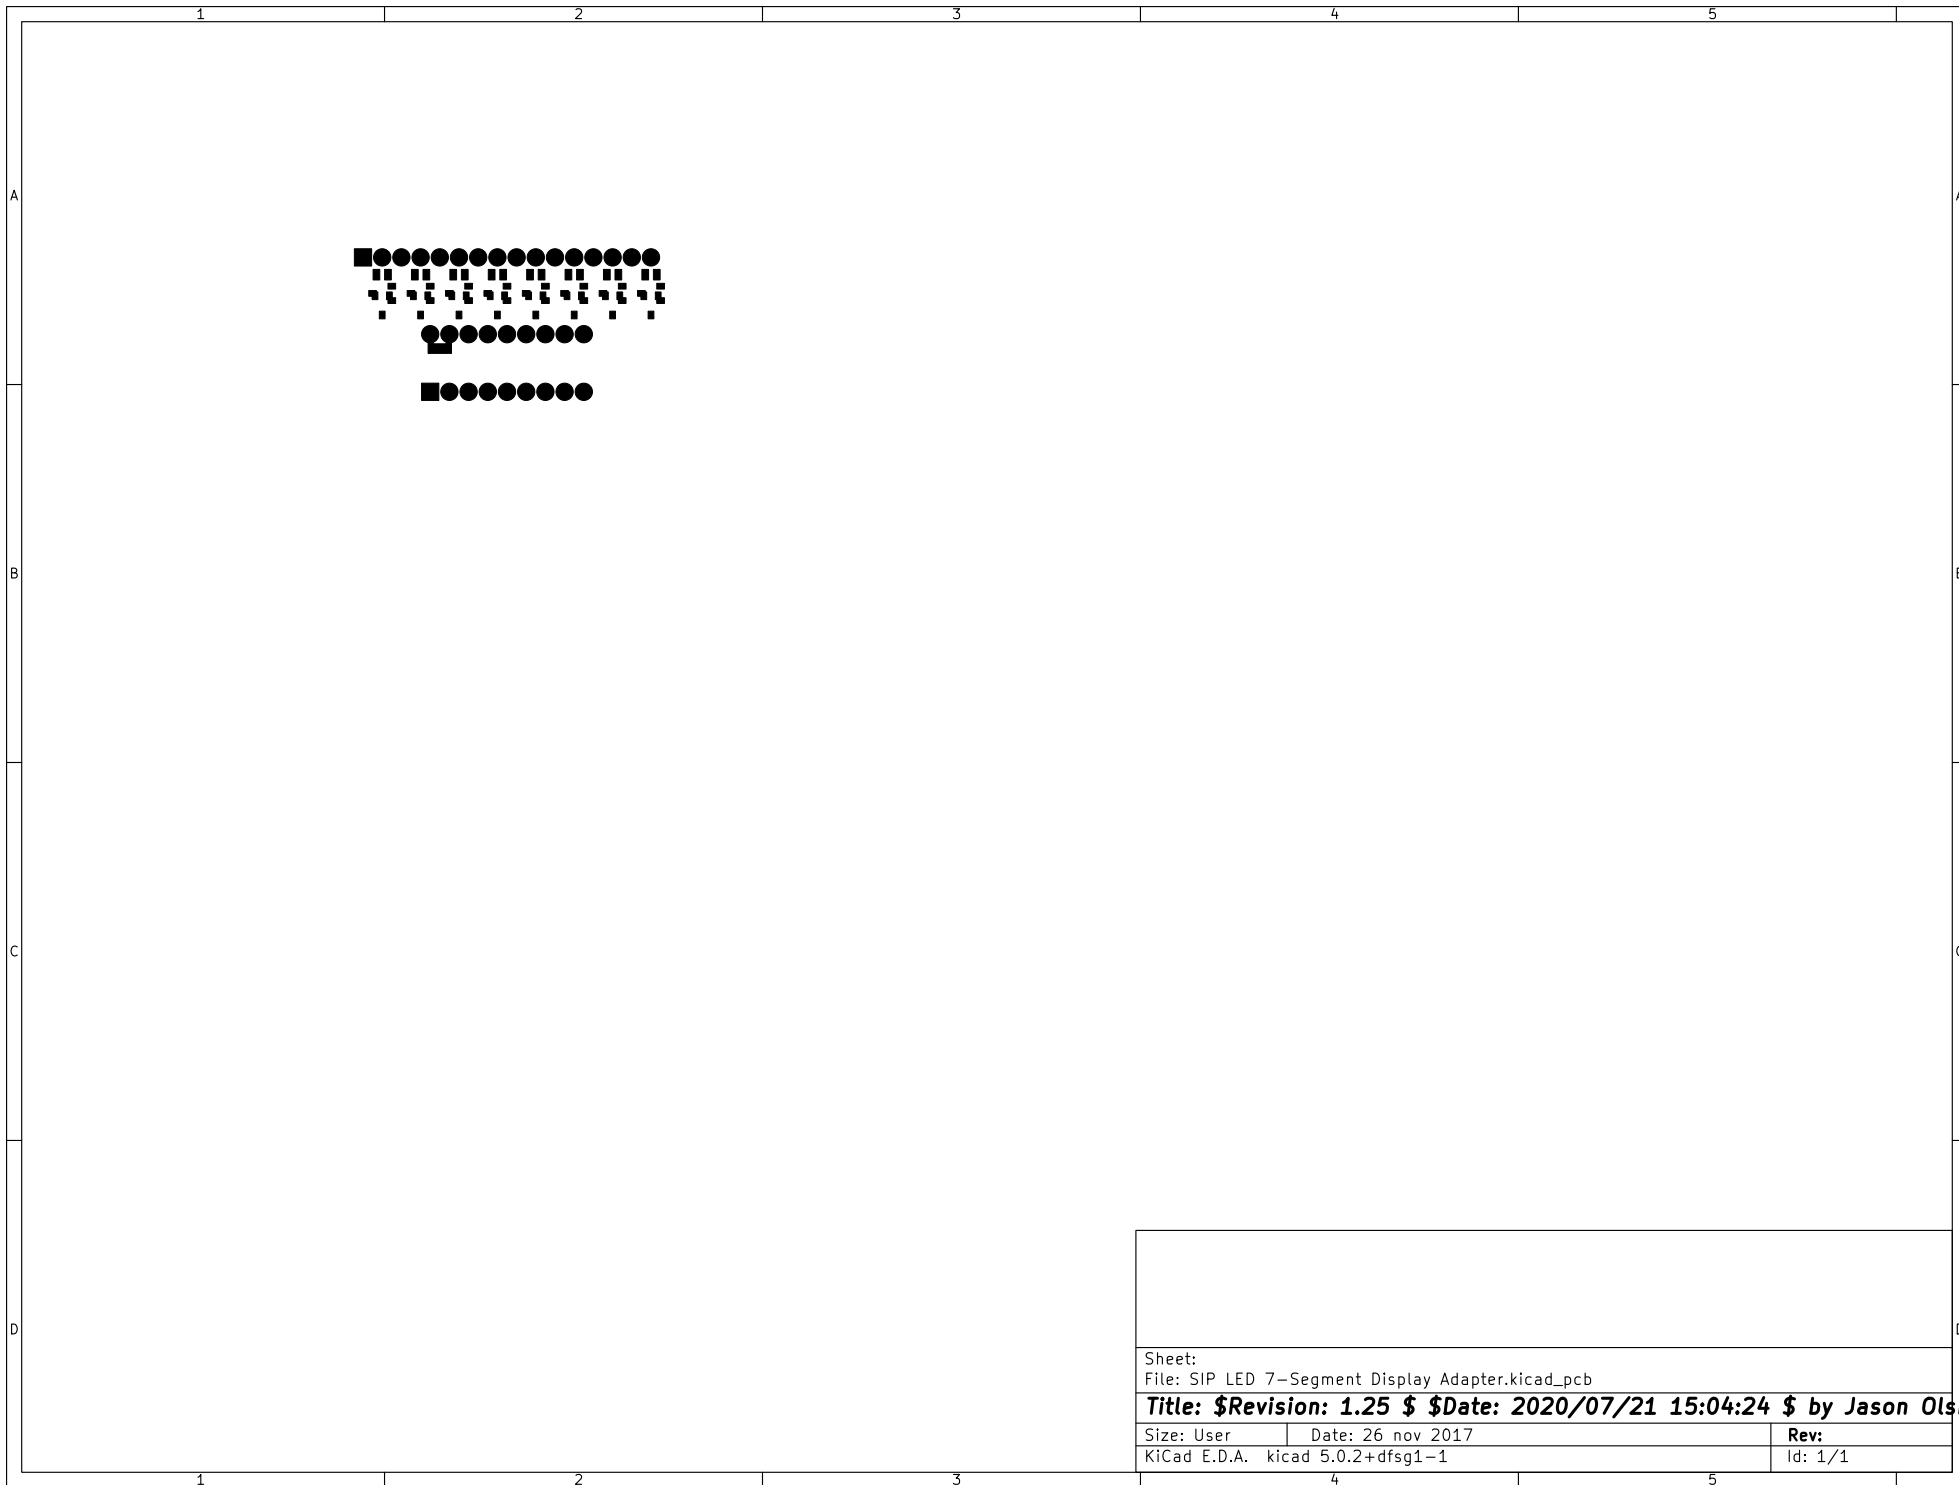 1 2 3 4 5
A
B
C
D
Sheet:
File: SIP LED 7-Segment Display Adapter.kicad_pcb
Title: $Revision: 1.25 $ $Date: 2020/07/21 15:04:24 $ by Jason
Size: User Date: 26 nov 2017 Rev:
KiCad E.D.A. kicad 5.0.2+dfsg1-1 Id: 1/1
1 2 3 4 5